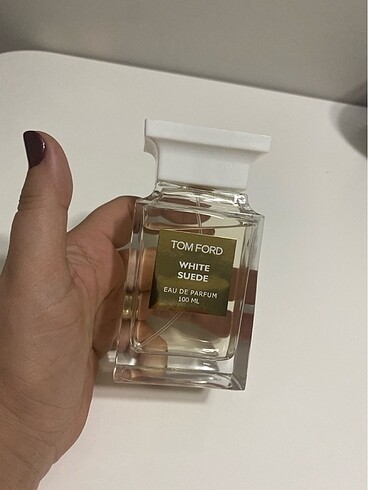 TOM FORD
WHITE
SUEDE
EAU DE PARFUM
100 ML